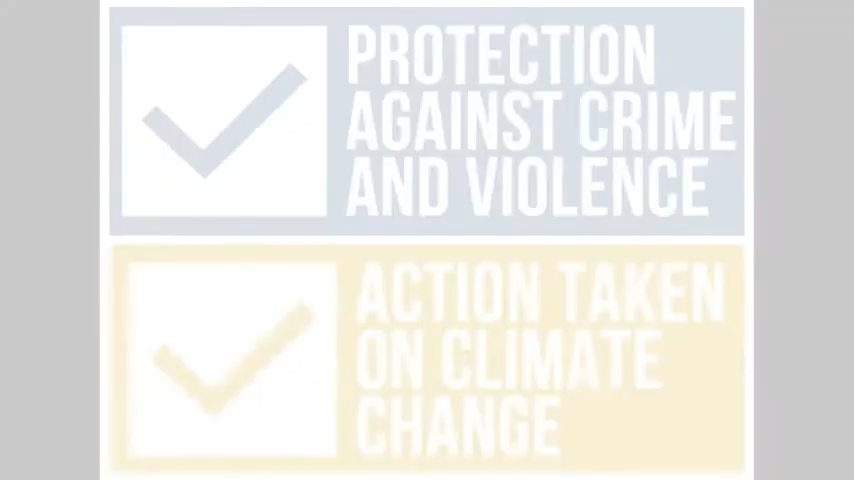 PROTECTION
AGAINST CRIME
AND VIOLENCE
ACTION TAKEN
ON CLIMATE
CHANGE